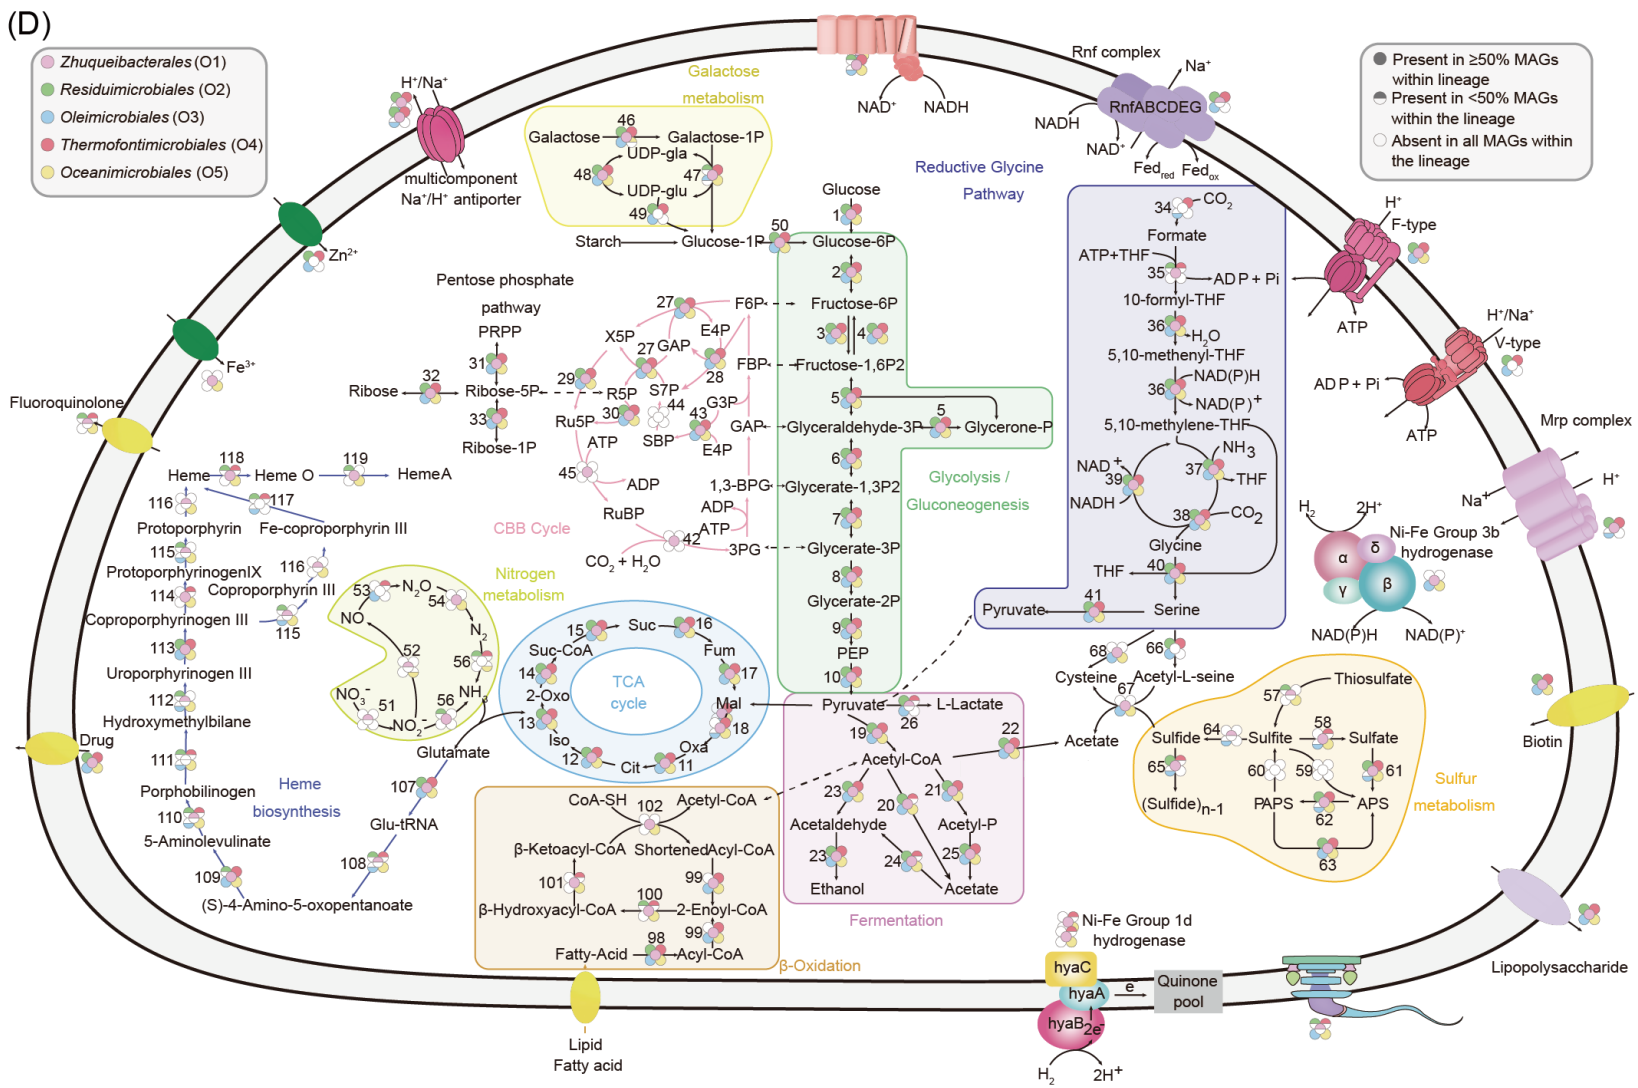 (D)
Zhuqueibacterales (O1)
Residuimicrobiales (O2)
Oleimicrobiales (O3)
Thermofontimicrobiales (O4)
Oceanimicrobiales (O5)
Present in ≥50% MAGs
within lineage
Present in <50% MAGs
within the lineage
Absent in all MAGs within
the lineage
H⁺/Na⁺
multicomponent
Na⁺/H⁺ antiporter
NAD⁺
NADH
Rnf complex
Na⁺
RnfABCDEG
NADH
NAD⁺
Fed_red
Fed_ox
H⁺
F-type
ATP
H⁺/Na⁺
V-type
ADP + Pi
ATP
Mrp complex
Na⁺
H⁺
H₂
2H⁺
Ni-Fe Group 3b
hydrogenase
α
δ
γ
β
NAD(P)H
NAD(P)⁺
Biotin
Lipopolysaccharide
Zn²⁺
Fe³⁺
Fluoroquinolone
Drug
Lipid
Fatty acid
Galactose
metabolism
Galactose
46
Galactose-1P
UDP-gla
48
47
UDP-glu
49
Starch
Glucose-1P
50
Glucose
1
Glucose-6P
2
Fructose-6P
3
4
Fructose-1,6P2
5
Glyceraldehyde-3P
5
Glycerone-P
6
Glycerate-1,3P2
7
Glycerate-3P
8
Glycerate-2P
9
PEP
10
Glycolysis /
Gluconeogenesis
Pentose phosphate
pathway
PRPP
31
Ribose
32
Ribose-5P
33
Ribose-1P
27
F6P
E4P
X5P
27
GAP
28
FBP
29
R5P
S7P
30
44
43
G3P
Ru5P
SBP
E4P
GAP
ATP
45
ADP
1,3-BPG
ADP
ATP
RuBP
42
3PG
CO₂ + H₂O
CBB Cycle
Reductive Glycine
Pathway
34
CO₂
Formate
ATP+THF
35
ADP + Pi
10-formyl-THF
36
H₂O
5,10-methenyl-THF
36
NAD(P)H
NAD(P)⁺
5,10-methylene-THF
NAD⁺
39
NADH
37
NH₃
THF
38
CO₂
Glycine
THF
40
Pyruvate
41
Serine
68
66
Cysteine
Acetyl-L-seine
67
Acetate
Thiosulfate
57
Sulfide
64
Sulfite
58
Sulfate
65
60
59
61
(Sulfide)n-1
PAPS
62
APS
63
Sulfur
metabolism
Heme
118
Heme O
119
HemeA
116
117
Protoporphyrin
Fe-coproporphyrin III
115
116
ProtoporphyrinogenIX
Coproporphyrin III
114
Coproporphyrinogen III
115
113
Uroporphyrinogen III
112
Hydroxymethylbilane
111
Porphobilinogen
110
5-Aminolevulinate
109
(S)-4-Amino-5-oxopentanoate
108
Glu-tRNA
107
Glutamate
Heme
biosynthesis
Nitrogen
metabolism
53
N₂O
54
NO
N₂
52
56
NO₃⁻
51
NO₂⁻
56
NH₃
TCA
cycle
15
Suc
16
Suc-CoA
Fum
14
17
2-Oxo
Mal
13
18
Iso
Oxa
12
Cit
11
Pyruvate
26
L-Lactate
19
22
Acetyl-CoA
23
20
21
Acetaldehyde
Acetyl-P
23
24
25
Ethanol
Acetate
Fermentation
CoA-SH
102
Acetyl-CoA
β-Ketoacyl-CoA
ShortenedAcyl-CoA
101
99
β-Hydroxyacyl-CoA
100
2-Enoyl-CoA
99
Fatty-Acid
98
Acyl-CoA
β-Oxidation
Ni-Fe Group 1d
hydrogenase
hyaC
hyaA
e⁻
Quinone
pool
hyaB
2e⁻
H₂
2H⁺